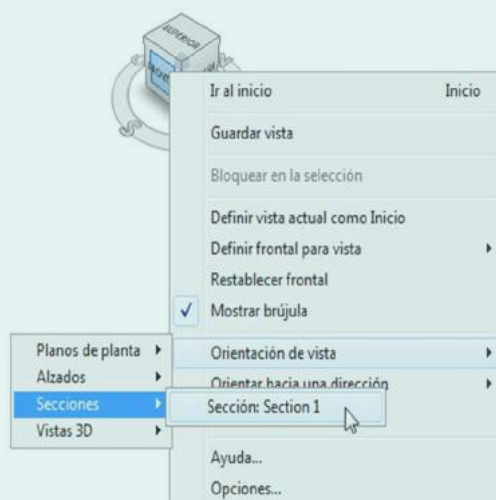 SUPERIOR
Ir al inicio Inicio
Guardar vista
Bloquear en la selección
Definir vista actual como Inicio
Definir frontal para vista
Restablecer frontal
Mostrar brújula
Orientación de vista
Orientar hacia una dirección
Planos de planta
Alzados
Secciones
Vistas 3D
Sección: Section 1
Ayuda...
Opciones...